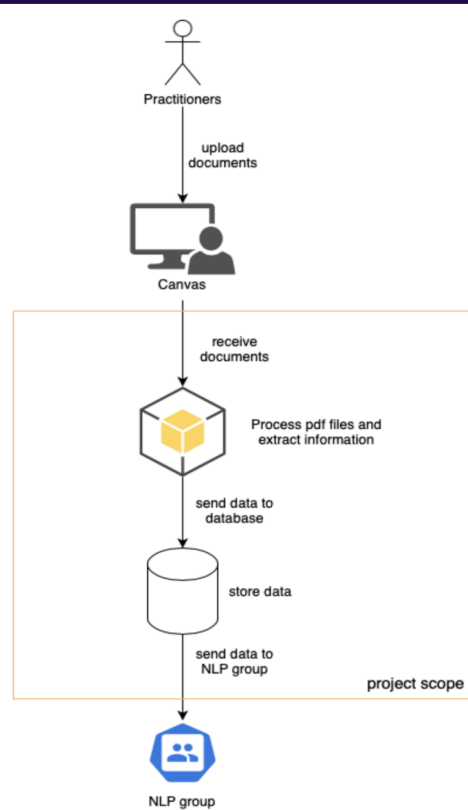 Practitioners
upload
documents
Canvas
receive
documents
Process pdf files and
extract information
send data to
database
store data
send data to
NLP group
project scope
NLP group